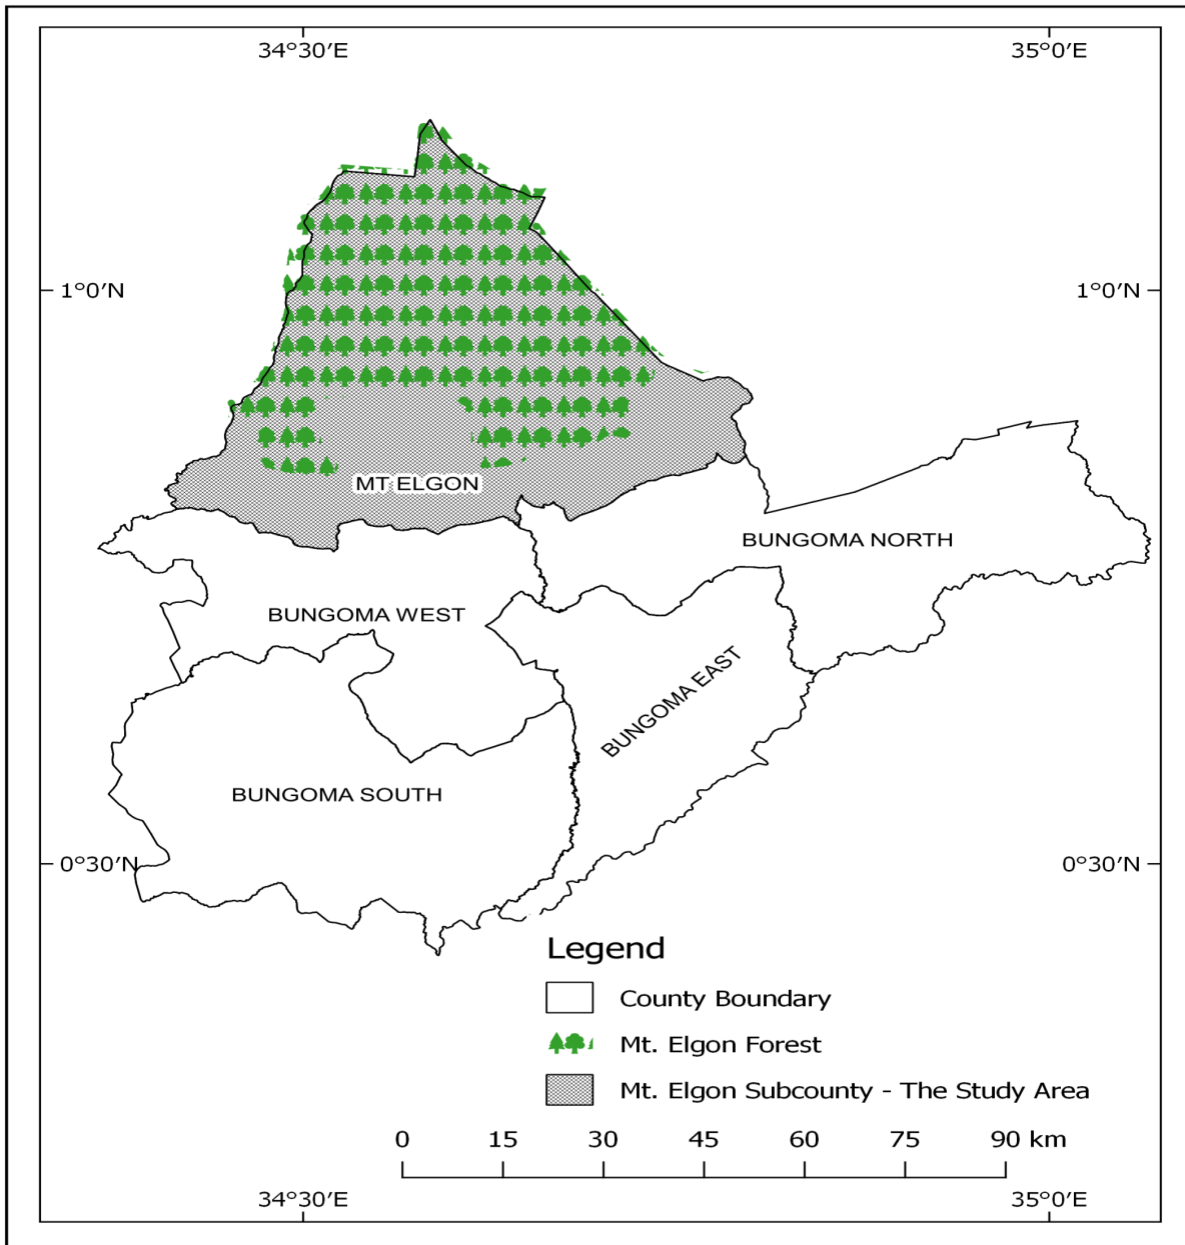 34°30′E 35°0′E
1°0′N 1°0′N
MT ELGON
BUNGOMA NORTH
BUNGOMA WEST
BUNGOMA EAST
BUNGOMA SOUTH
0°30′N 0°30′N
Legend
County Boundary
Mt. Elgon Forest
Mt. Elgon Subcounty - The Study Area
0 15 30 45 60 75 90 km
34°30′E 35°0′E